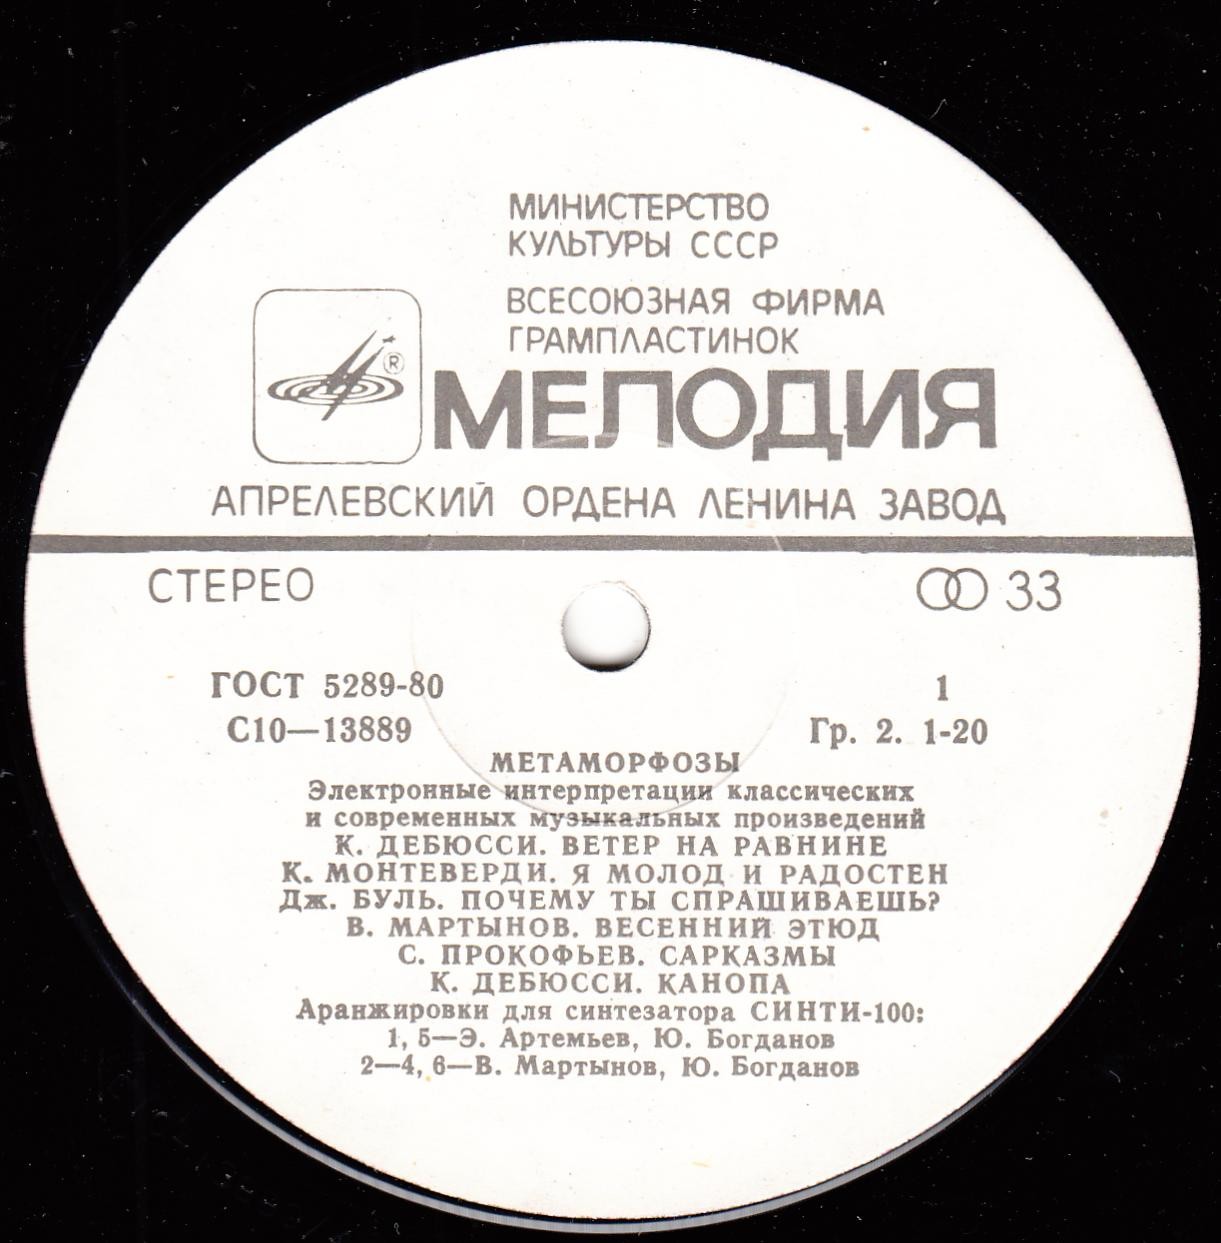 МИНИСТЕРСТВО
КУЛЬТУРЫ СССР
ВСЕСОЮЗНАЯ ФИРМА
ГРАМПЛАСТИНОК
®
МЕЛОДИЯ
АПРЕЛЕВСКИЙ ОРДЕНА ЛЕНИНА ЗАВОД
СТЕРЕО
33
ГОСТ 5289-80
1
С10—13889
Гр. 2. 1-20
МЕТАМОРФОЗЫ
Электронные интерпретации классических
и современных музыкальных произведений
К. ДЕБЮССИ. ВЕТЕР НА РАВНИНЕ
К. МОНТЕВЕРДИ. Я МОЛОД И РАДОСТЕН
Дж. БУЛЬ. ПОЧЕМУ ТЫ СПРАШИВАЕШЬ?
В. МАРТЫНОВ. ВЕСЕННИЙ ЭТЮД
С. ПРОКОФЬЕВ. САРКАЗМЫ
К. ДЕБЮССИ. КАНОПА
Аранжировки для синтезатора СИНТИ-100:
1, 5—Э. Артемьев, Ю. Богданов
2—4, 6—В. Мартынов, Ю. Богданов